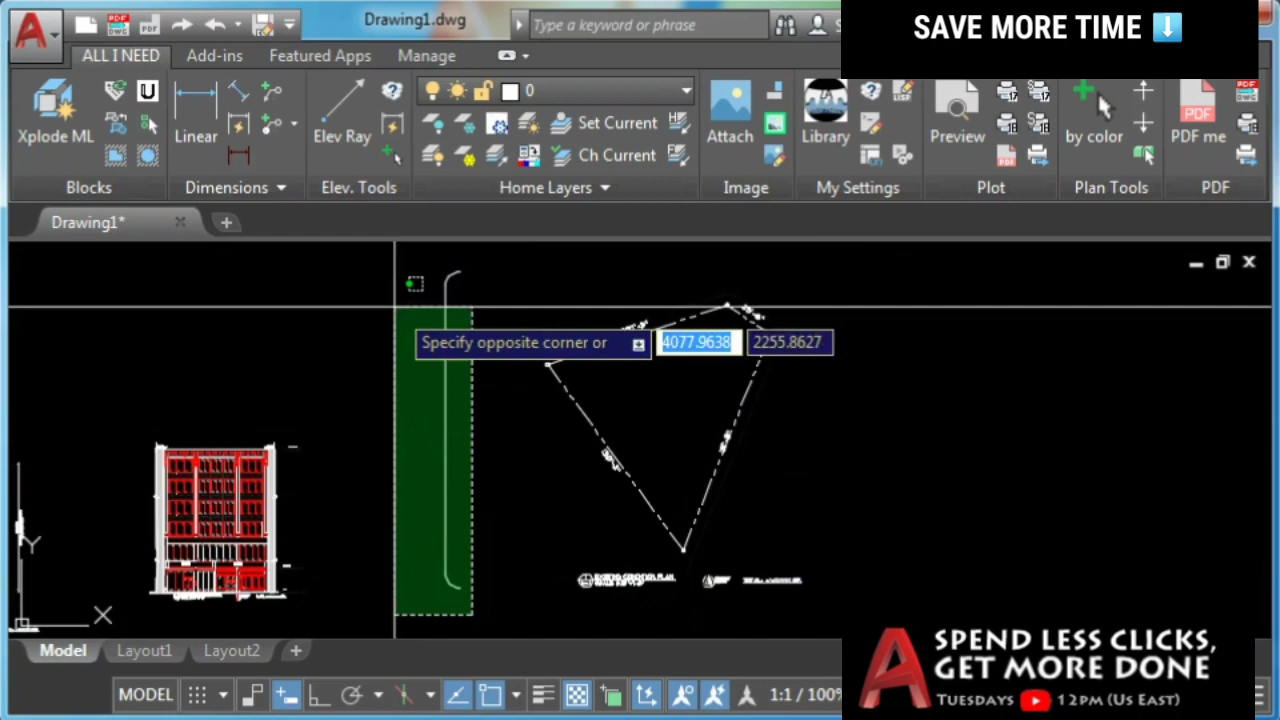 Drawing1.dwg
Type a keyword or phrase
SAVE MORE TIME
ALL I NEED
Add-ins
Featured Apps
Manage
0
Xplode ML
Linear
Elev Ray
Set Current
Ch Current
Attach
Library
Preview
by color
PDF me
Blocks
Dimensions
Elev. Tools
Home Layers
Image
My Settings
Plot
Plan Tools
PDF
Drawing1*
Specify opposite corner or
4077.9638
2255.8627
Y
X
Model
Layout1
Layout2
MODEL
1:1 / 100%
SPEND LESS CLICKS,
GET MORE DONE
TUESDAYS 12PM (US EAST)